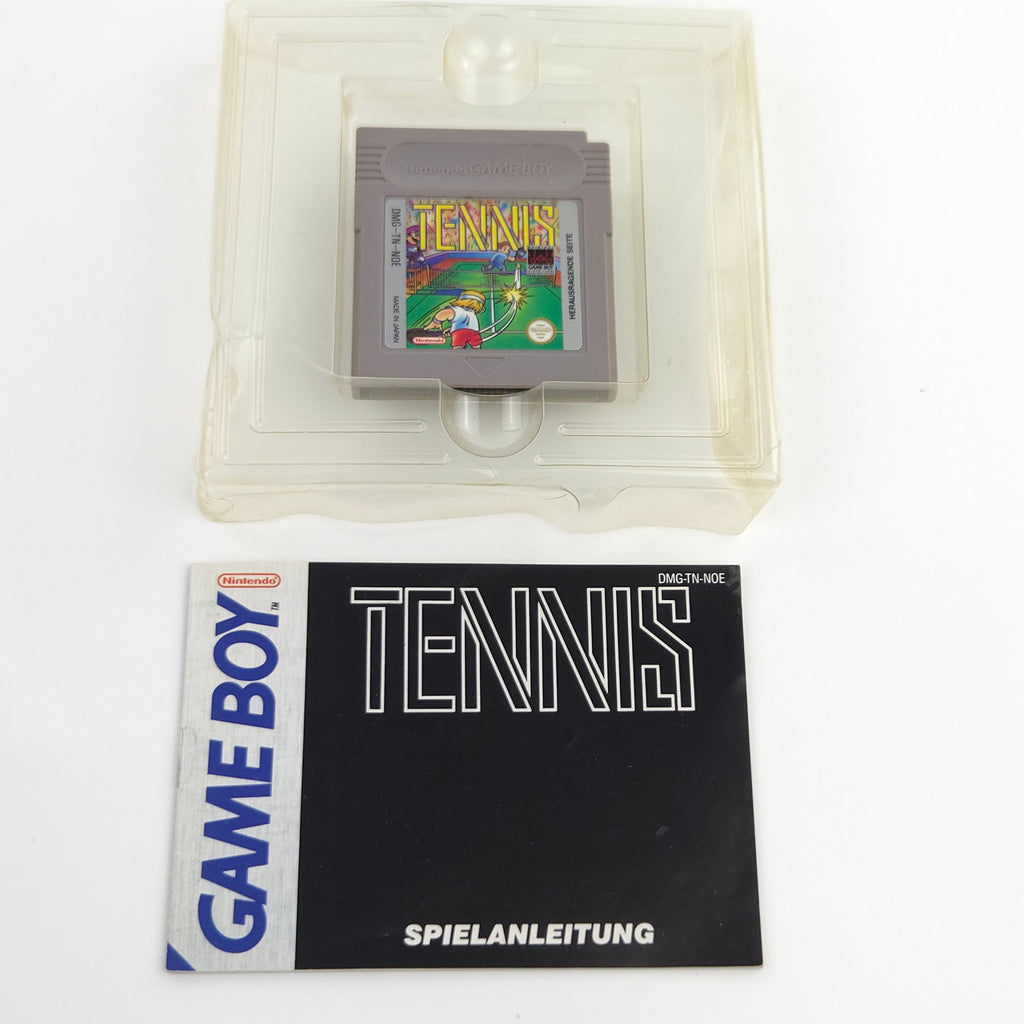 Nintendo GAME BOY
TENNIS
DMG-TN-NOE
MADE IN JAPAN
HERAUSRAGENDE SEITE
Nintendo
Nintendo
GAME BOY™
DMG-TN-NOE
TENNIS
SPIELANLEITUNG